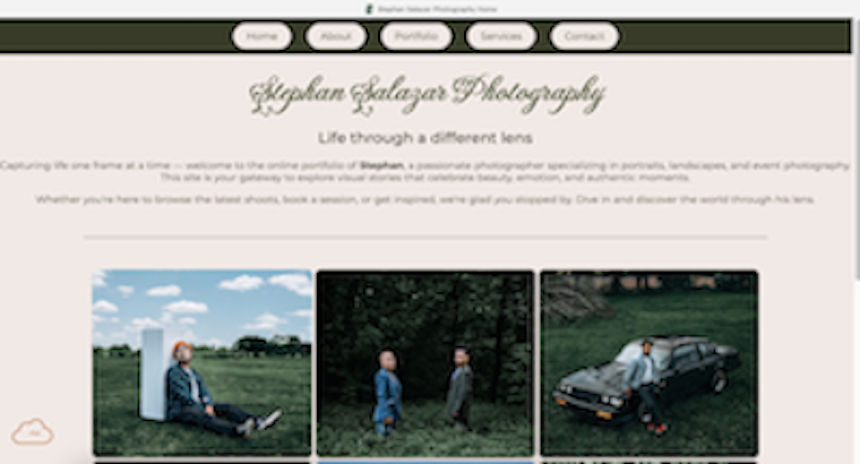 Stephan Salazar Photography Home
Home
About
Portfolio
Services
Contact
Stephan Salazar Photography
Life through a different lens
Capturing life one frame at a time — welcome to the online portfolio of Stephan, a passionate photographer specializing in portraits, landscapes, and event photography.
This site is your gateway to explore visual stories that celebrate beauty, emotion, and authentic moments.
Whether you're here to browse the latest shoots, book a session, or get inspired, we're glad you stopped by. Dive in and discover the world through his lens.